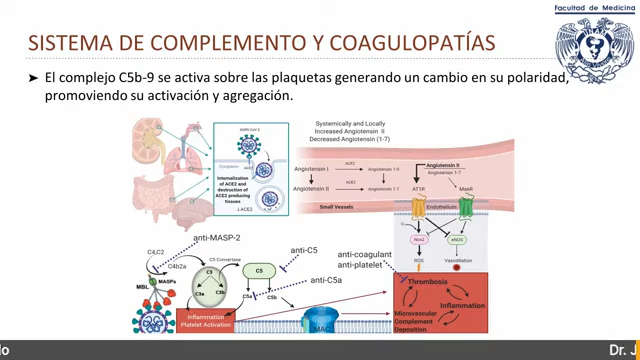 Facultad de Medicina
SISTEMA DE COMPLEMENTO Y COAGULOPATÍAS
➤ El complejo C5b-9 se activa sobre las plaquetas generando un cambio en su polaridad,
promoviendo su activación y agregación.
SARS-CoV-2
Cytoplasm
ACE2
Internalization
of ACE2 and
destruction of
ACE2 producing
tissues
↓ACE2
Systemically and Locally
Increased Angiotensin II
Decreased Angiotensin (1-7)
Angiotensin I
ACE2
Angiotensin 1-9
Angiotensin II
ACE2
Angiotensin 1-7
Small Vessels
Angiotensin II
Angiotensin 1-7
AT1R
MasR
Endothelium
Nox2
eNOS
ROS
Vasodilation
anti-MASP-2
C4,C2
C4b2a
MBL
MASPs
C5 Convertase
C3
C3a
C3b
anti-C5
C5
C5a
C5b
anti-C5a
Inflammation
Platelet Activation
MAC
anti-coagulant
anti-platelet
Thrombosis
Inflammation
Microvascular
Complement
Deposition
do
Dr. J